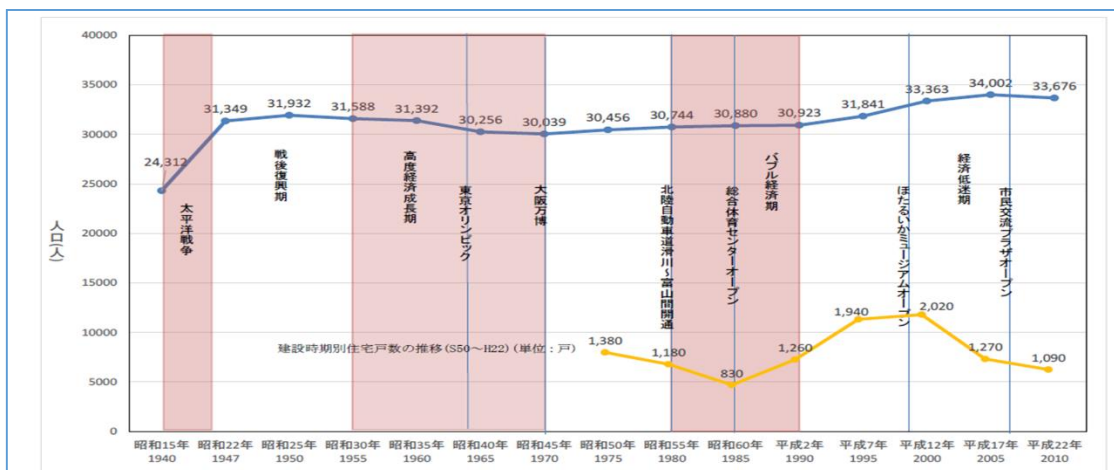 40000
35000
30000
25000
20000
15000
10000
5000
0
人口(人)
24,312
31,349
31,932
31,588
31,392
30,256
30,039
30,456
30,744
30,880
30,923
31,841
33,363
34,002
33,676
太平洋戦争
戦後復興期
高度経済成長期
東京オリンピック
大阪万博
北陸自動車道滑川～富山間開通
総合体育センターオープン
バブル経済期
ほたるいかミュージアムオープン
経済低迷期
市民交流プラザオープン
建設時期別住宅戸数の推移(S50～H22)(単位:戸)
1,380
1,180
830
1,260
1,940
2,020
1,270
1,090
昭和15年 昭和22年 昭和25年 昭和30年 昭和35年 昭和40年 昭和45年 昭和50年 昭和55年 昭和60年 平成2年 平成7年 平成12年 平成17年 平成22年
1940 1947 1950 1955 1960 1965 1970 1975 1980 1985 1990 1995 2000 2005 2010